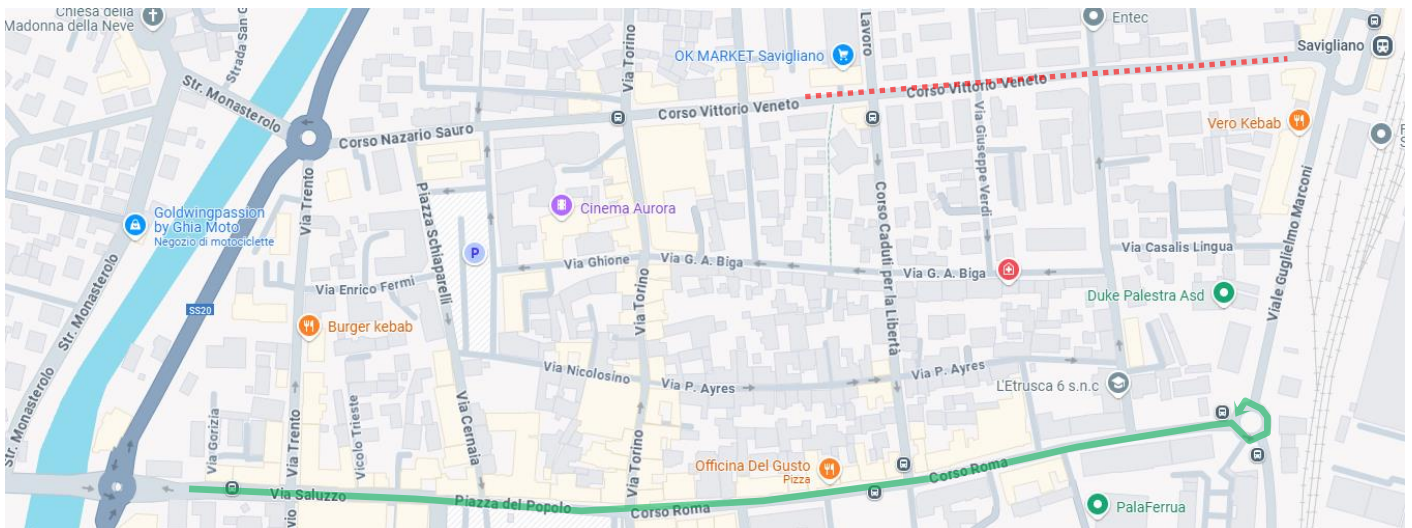 Chiesa della
Madonna della Neve
Strada San G
Str. Monasterolo
Via Torino
OK MARKET Savigliano
Lavoro
Entec
Savigliano
Corso Vittorio Veneto
Corso Vittorio Veneto
Corso Nazario Sauro
Vero Kebab
Via Giuseppe Verdi
Via Trento
Piazza Schiaparelli
Goldwingpassion
by Ghia Moto
Negozio di motociclette
Cinema Aurora
Corso Caduti per la Libertà
Viale Guglielmo Marconi
P
Via Ghione
Via G. A. Biga
Via G. A. Biga
Via Casalis Lingua
Str. Monasterolo
Via Enrico Fermi
Duke Palestra Asd
SS20
Burger kebab
Via Torino
Via Nicolosino
Via P. Ayres
Via P. Ayres
L'Etrusca 6 s.n.c
Str. Monasterolo
Via Gorizia
Via Trento
Vicolo Trieste
Via Cernaia
Via Torino
Officina Del Gusto
Pizza
Corso Roma
Via Saluzzo
Piazza del Popolo
Corso Roma
PalaFerrua